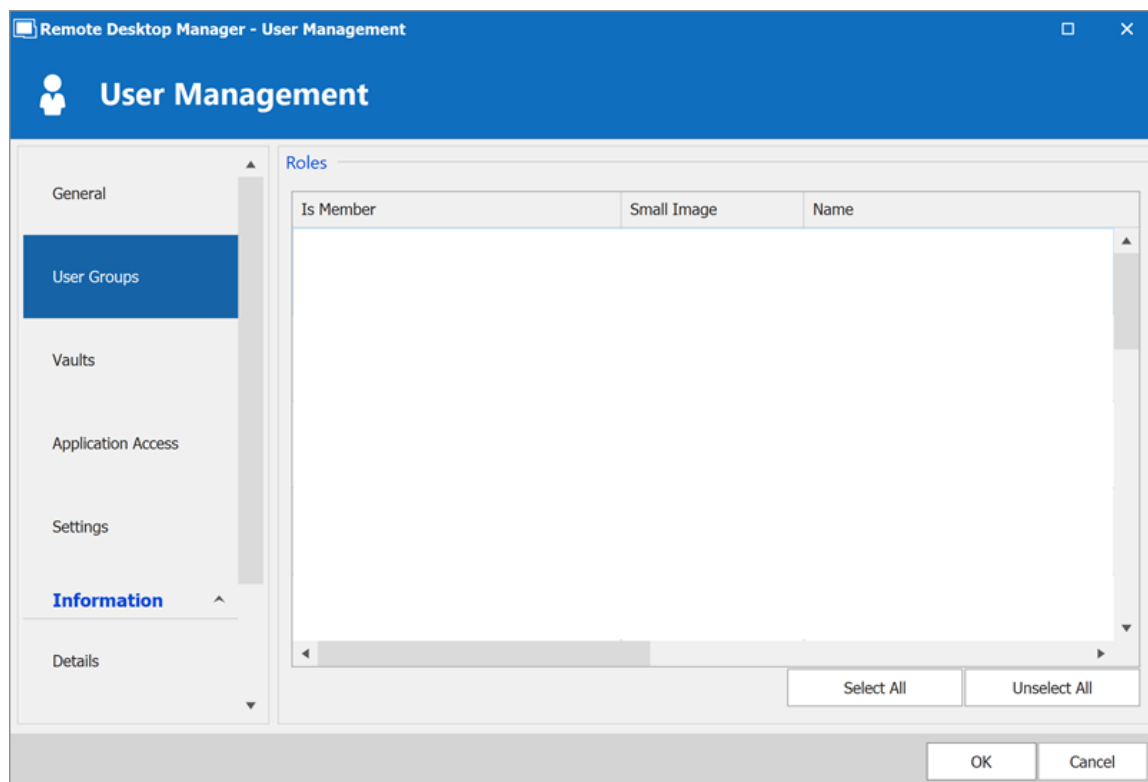 Remote Desktop Manager - User Management
User Management
General
User Groups
Vaults
Application Access
Settings
Information
Details
Roles
Is Member Small Image Name
Select All Unselect All
OK Cancel